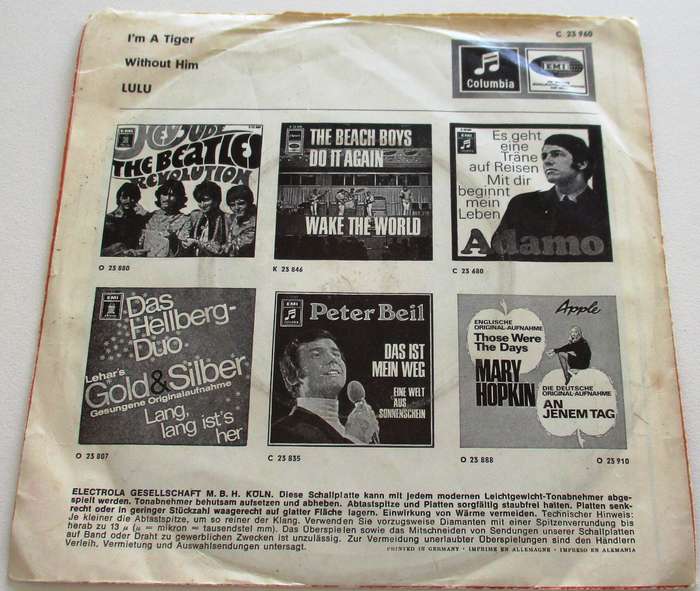 I'm A Tiger
C 23 960
Without Him
LULU
Columbia
EMI
HEY JUDE
THE BEATLES
REVOLUTION
O 23 880
THE BEACH BOYS
DO IT AGAIN
WAKE THE WORLD
K 23 846
Es geht
eine
Träne
auf Reisen
Mit dir
beginnt
mein
Leben
Adamo
C 23 680
EMI
Das
Hellberg-
Duo
Lehar's
Gold & Silber
Gesungene Originalaufnahme
Lang,
lang ist's
her
O 23 807
EMI
Peter Beil
DAS IST
MEIN WEG
EINE WELT
AUS
SONNENSCHEIN
C 23 835
Apple
ENGLISCHE
ORIGINAL-AUFNAHME
Those Were
The Days
MARY
HOPKIN
DIE DEUTSCHE
ORIGINAL-AUFNAHME
AN
JENEM TAG
O 23 888
O 23 910
ELECTROLA GESELLSCHAFT M. B. H. KÖLN. Diese Schallplatte kann mit jedem modernen Leichtgewicht-Tonabnehmer abge-
spielt werden. Tonabnehmer behutsam aufsetzen und abheben. Abtastspitze und Platten sorgfältig staubfrei halten. Platten senk-
recht oder in geringer Stückzahl waagerecht auf glatter Fläche lagern. Einwirkung von Wärme vermeiden. Technischer Hinweis:
Je kleiner die Abtastspitze, um so reiner der Klang. Verwenden Sie vorzugsweise Diamanten mit einer Spitzenverrundung bis
herab zu 13 µ (µ = mikron = tausendstel mm). Das Überspielen sowie das Mitschneiden von Sendungen unserer Schallplatten
auf Band oder Draht zu gewerblichen Zwecken ist unzulässig. Zur Vermeidung unerlaubter Überspielungen sind den Händlern
Verleih, Vermietung und Auswahlsendungen untersagt.
PRINTED IN GERMANY · IMPRIMÉ EN ALLEMAGNE · IMPRESO EN ALEMANIA